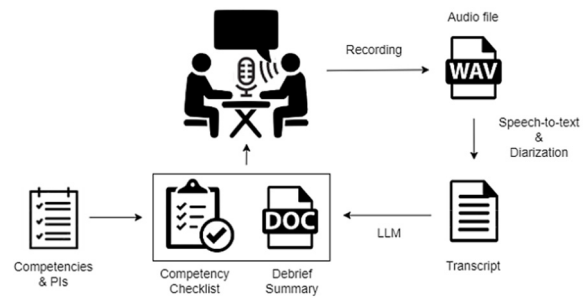 Audio file
Recording
WAV
Speech-to-text
&
Diarization
DOC
LLM
Competencies
& PIs
Competency
Checklist
Debrief
Summary
Transcript